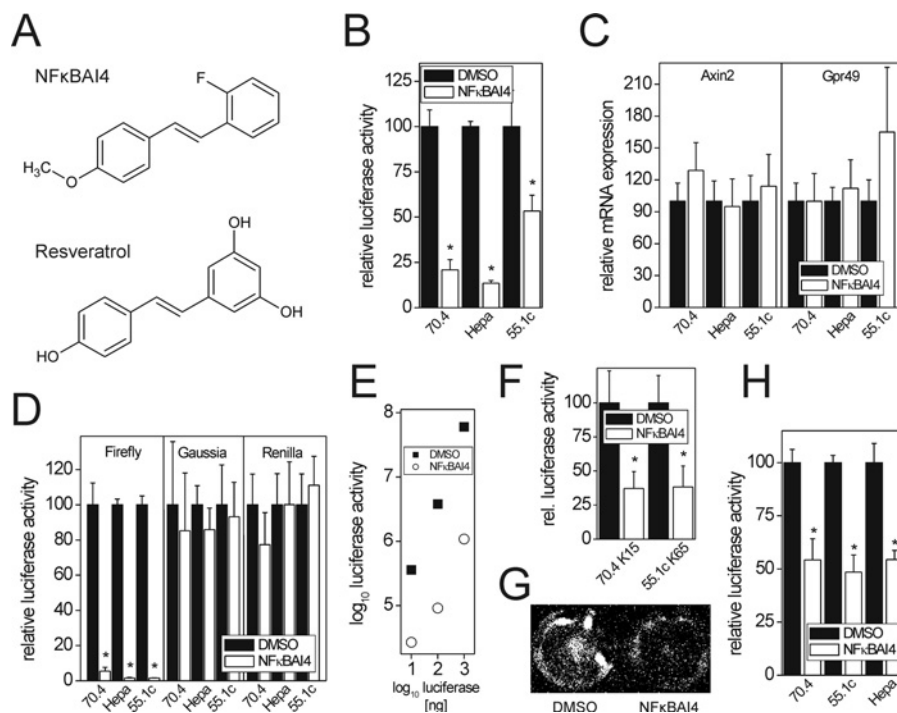 A
NFκBAI4
F
H₃C
O
Resveratrol
OH
OH
HO
B
relative luciferase activity
125
100
75
50
25
0
DMSO
NFκBAI4
*
*
*
70.4
Hepa
55.1c
C
relative mRNA expression
210
180
150
120
90
60
30
0
Axin2
Gpr49
DMSO
NFκBAI4
70.4
Hepa
55.1c
70.4
Hepa
55.1c
D
relative luciferase activity
120
100
80
60
40
20
0
Firefly
Gaussia
Renilla
* * *
DMSO
NFκBAI4
70.4
Hepa
55.1c
70.4
Hepa
55.1c
70.4
Hepa
55.1c
E
log₁₀ luciferase activity
8
7
6
5
DMSO
NFκBAI4
1 2 3
log₁₀ luciferase
[ng]
F
rel. luciferase activity
100
75
50
25
0
DMSO
NFκBAI4
* *
70.4 K15
55.1c K65
G
DMSO
NFκBAI4
H
relative luciferase activity
100
50
0
* * *
DMSO
NFκBAI4
70.4
55.1c
Hepa